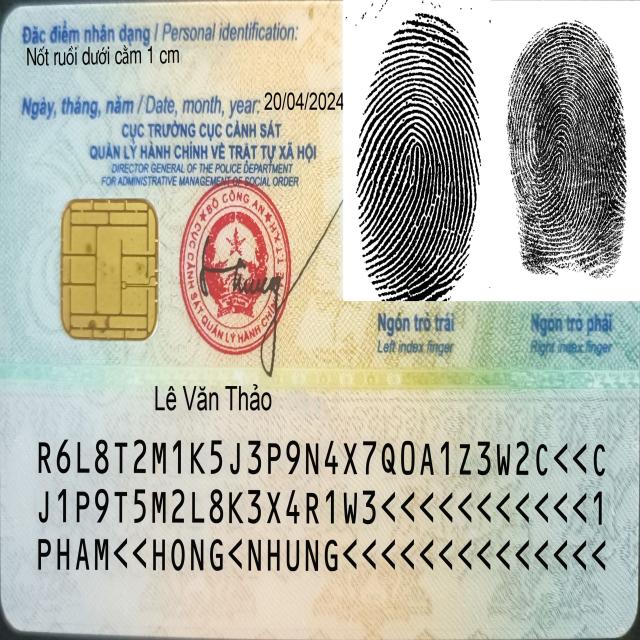 Đặc điểm nhân dạng / Personal identification:
Nốt ruồi dưới cằm 1 cm
Ngày, tháng, năm / Date, month, year: 20/04/2024
CỤC TRƯỞNG CỤC CẢNH SÁT
QUẢN LÝ HÀNH CHÍNH VỀ TRẬT TỰ XÃ HỘI
DIRECTOR GENERAL OF THE POLICE DEPARTMENT
FOR ADMINISTRATIVE MANAGEMENT OF SOCIAL ORDER
BỘ CÔNG AN
CỤC CẢNH SÁT QUẢN LÝ HÀNH CHÍNH
Ngón trỏ trái
Left index finger
Ngón trỏ phải
Right index finger
Lê Văn Thảo
R6L8T2M1K5J3P9N4X7Q0A1Z3W2C<<C
J1P9T5M2L8K3X4R1W3<<<<<<<<<<<1
PHAM<<HONG<NHUNG<<<<<<<<<<<<<<